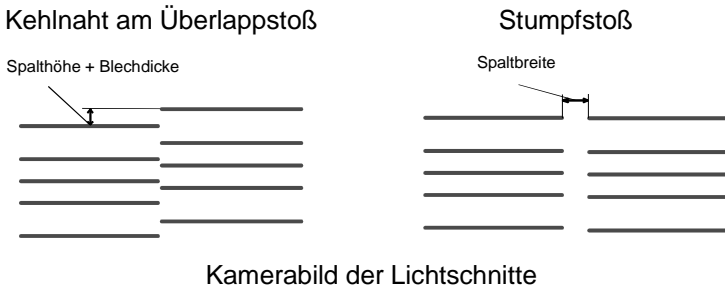 Kehlnaht am Überlappstoß
Stumpfstoß
Spalthöhe + Blechdicke
Spaltbreite
Kamerabild der Lichtschnitte